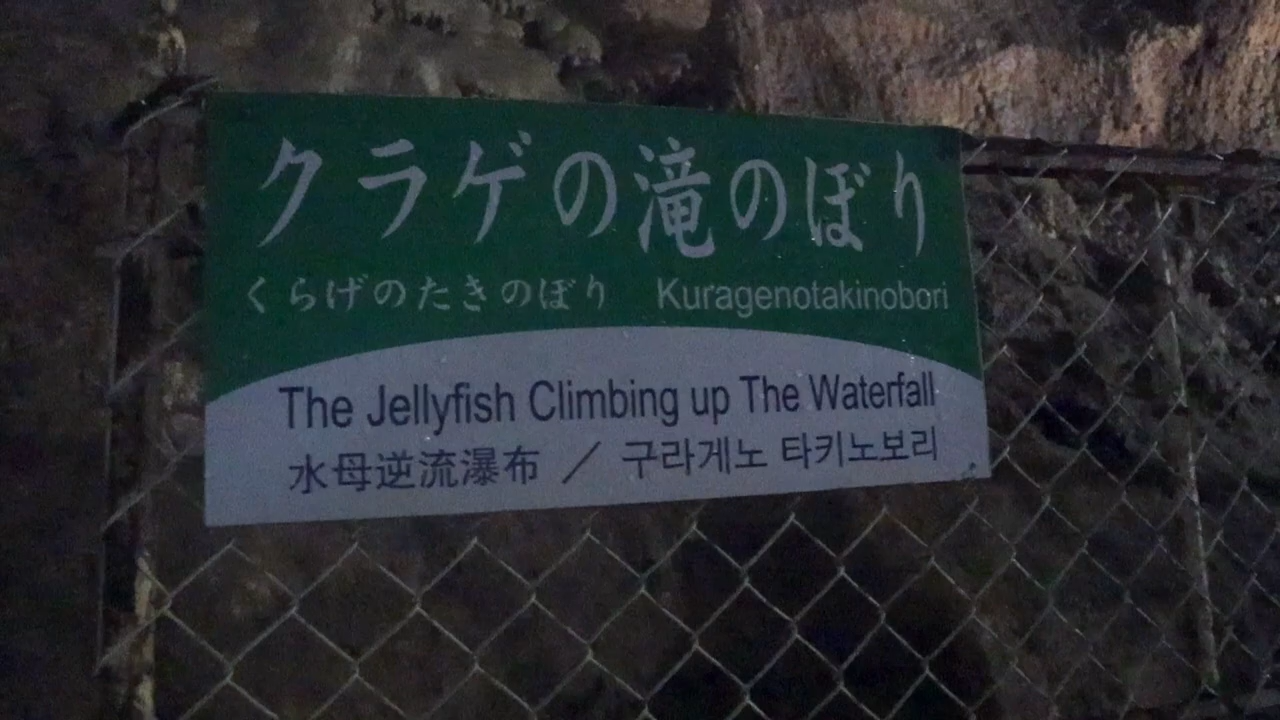 クラゲの滝のぼり
くらげのたきのぼり Kuragenotakinobori
The Jellyfish Climbing up The Waterfall
水母逆流瀑布 ／ 구라게노 타키노보리